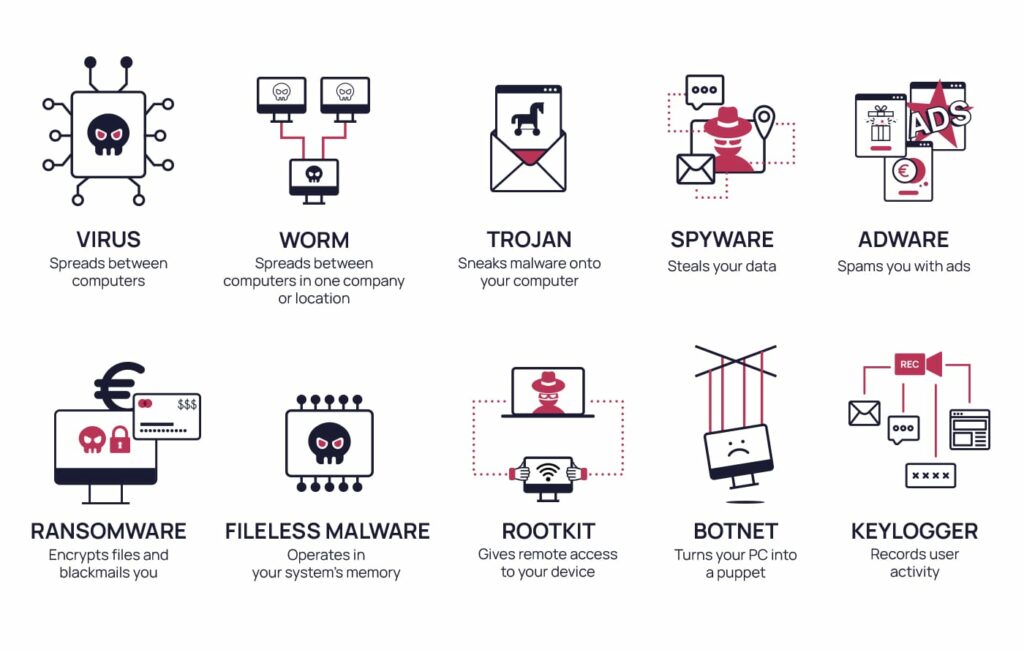 VIRUS
Spreads between
computers
WORM
Spreads between
computers in one company
or location
TROJAN
Sneaks malware onto
your computer
SPYWARE
Steals your data
ADS
€
ADWARE
Spams you with ads
€
$$$
RANSOMWARE
Encrypts files and
blackmails you
FILELESS MALWARE
Operates in
your system's memory
ROOTKIT
Gives remote access
to your device
BOTNET
Turns your PC into
a puppet
REC
××××
KEYLOGGER
Records user
activity